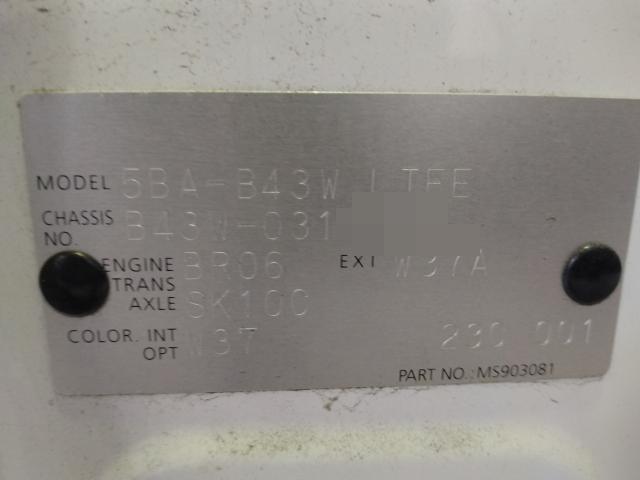 MODEL 5BA-B43W LTEE
CHASSIS NO. B43W-031
ENGINE BR06 EXT W37A
TRANS AXLE SK100
COLOR. INT OPT W37 230 001
PART NO.: MS903081